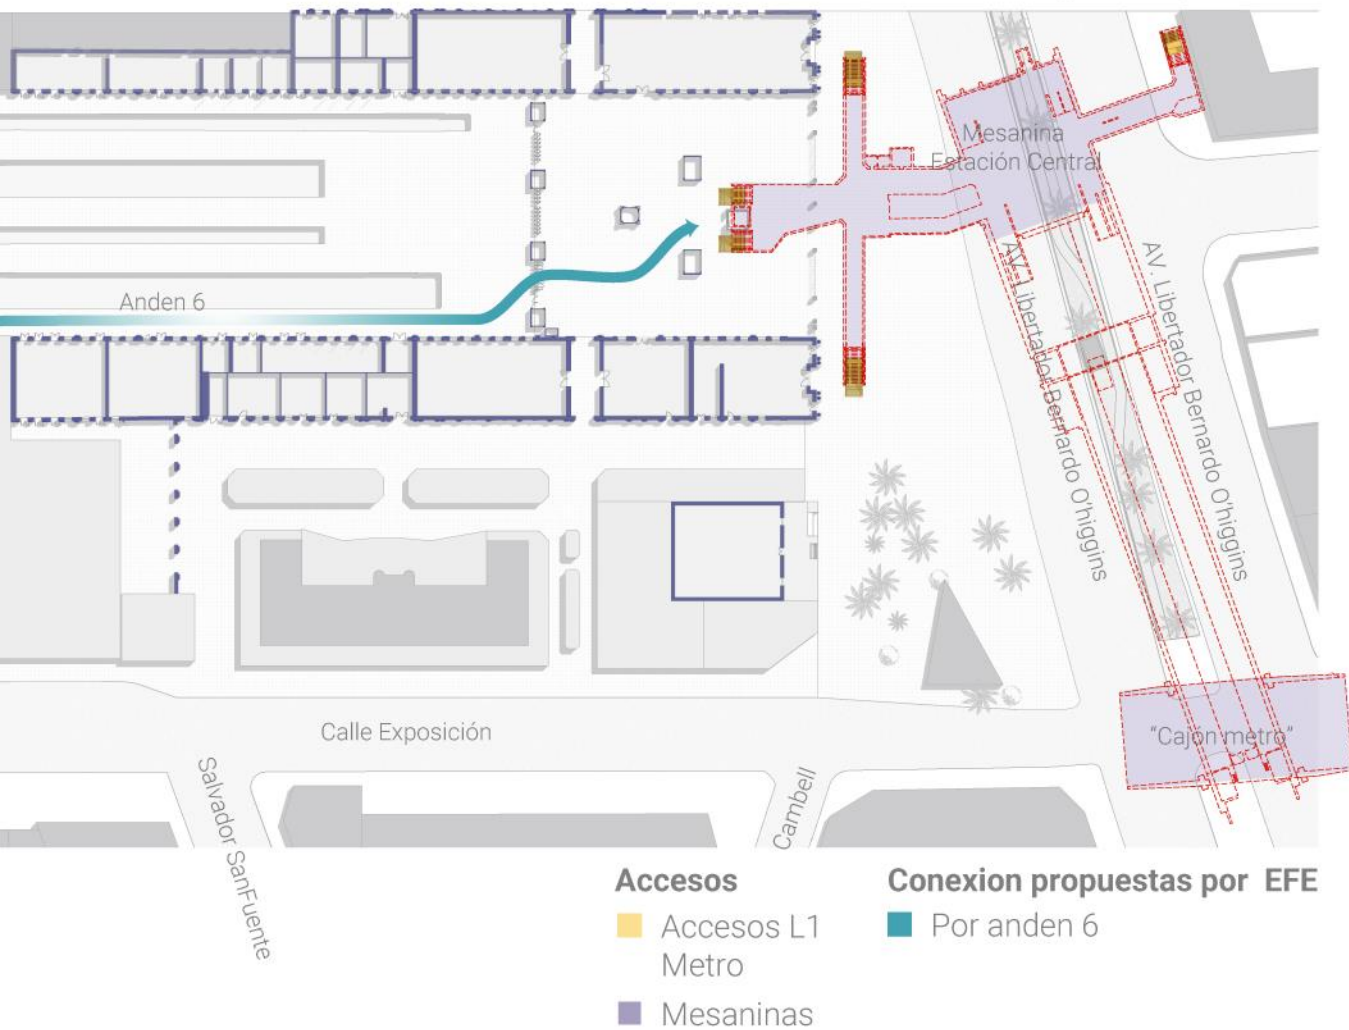 Mesanina
Estación Central
Anden 6
AV. Libertador Bernardo O'higgins
AV. Libertador Bernardo O'higgins
Calle Exposición
"Cajón metro"
Salvador SanFuente
Cambell
Accesos
Accesos L1
Metro
Mesaninas
Conexion propuestas por EFE
Por anden 6